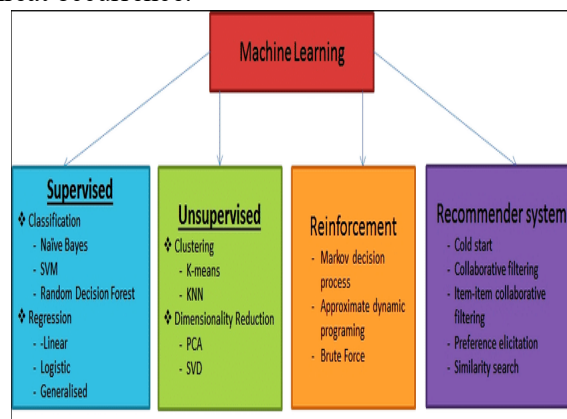 Machine Learning
Supervised
❖ Classification
- Naïve Bayes
- SVM
- Random Decision Forest
❖ Regression
- -Linear
- Logistic
- Generalised
Unsupervised
❖ Clustering
- K-means
- KNN
❖ Dimensionality Reduction
- PCA
- SVD
Reinforcement
- Markov decision
process
- Approximate dynamic
programing
- Brute Force
Recommender system
- Cold start
- Collaborative filtering
- Item-item collaborative
filtering
- Preference elicitation
- Similarity search